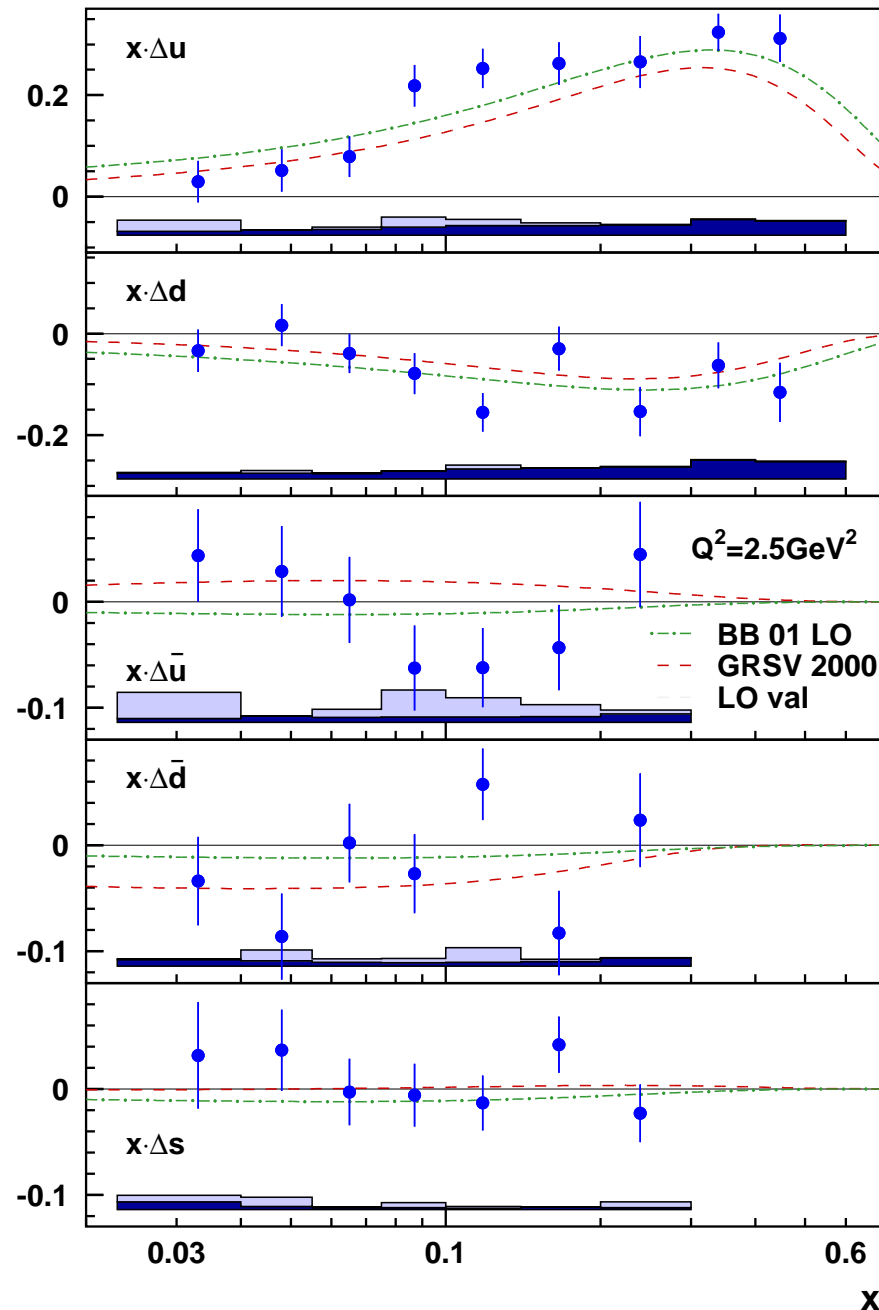 x·Δu
0.2
0
x·Δd
0
-0.2
Q²=2.5GeV²
0
BB 01 LO
GRSV 2000
LO val
x·Δū
-0.1
x·Δd̄
0
-0.1
0
x·Δs
-0.1
0.03 0.1 0.6
x